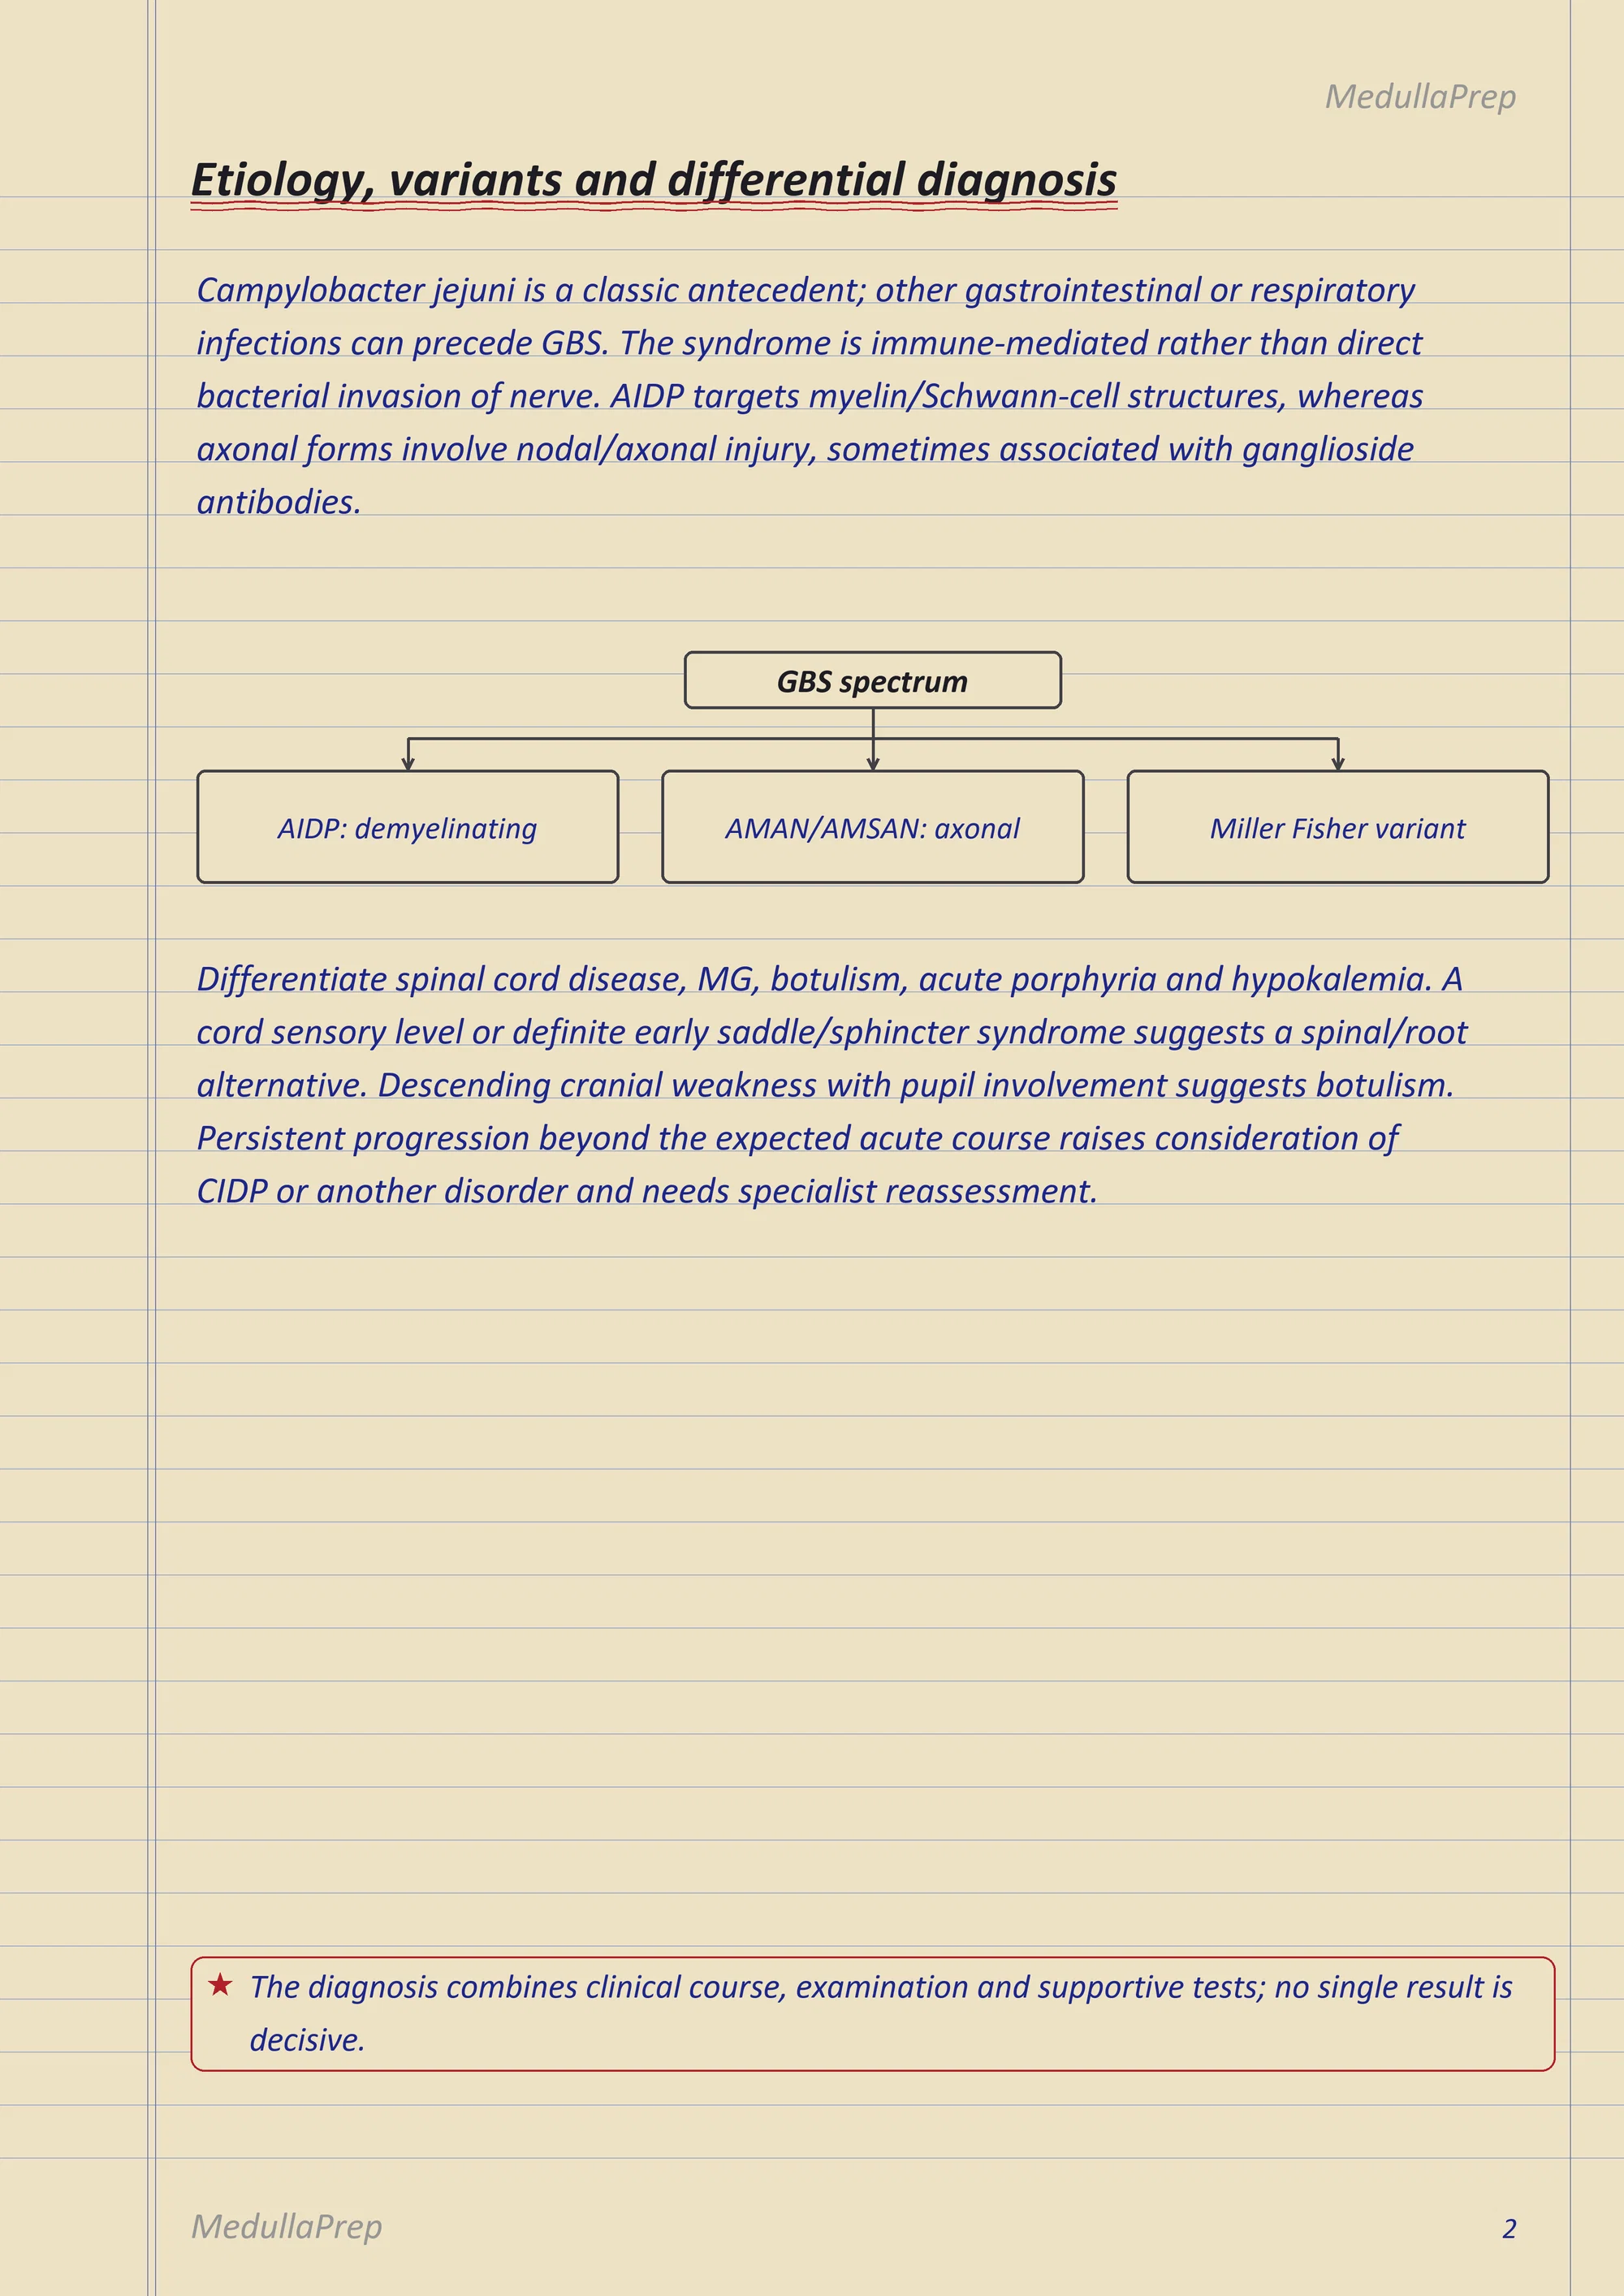 MedullaPrep
Etiology, variants and differential diagnosis
Campylobacter jejuni is a classic antecedent; other gastrointestinal or respiratory
infections can precede GBS. The syndrome is immune-mediated rather than direct
bacterial invasion of nerve. AIDP targets myelin/Schwann-cell structures, whereas
axonal forms involve nodal/axonal injury, sometimes associated with ganglioside
antibodies.
GBS spectrum
AIDP: demyelinating
AMAN/AMSAN: axonal
Miller Fisher variant
Differentiate spinal cord disease, MG, botulism, acute porphyria and hypokalemia. A
cord sensory level or definite early saddle/sphincter syndrome suggests a spinal/root
alternative. Descending cranial weakness with pupil involvement suggests botulism.
Persistent progression beyond the expected acute course raises consideration of
CIDP or another disorder and needs specialist reassessment.
★ The diagnosis combines clinical course, examination and supportive tests; no single result is
decisive.
MedullaPrep
2